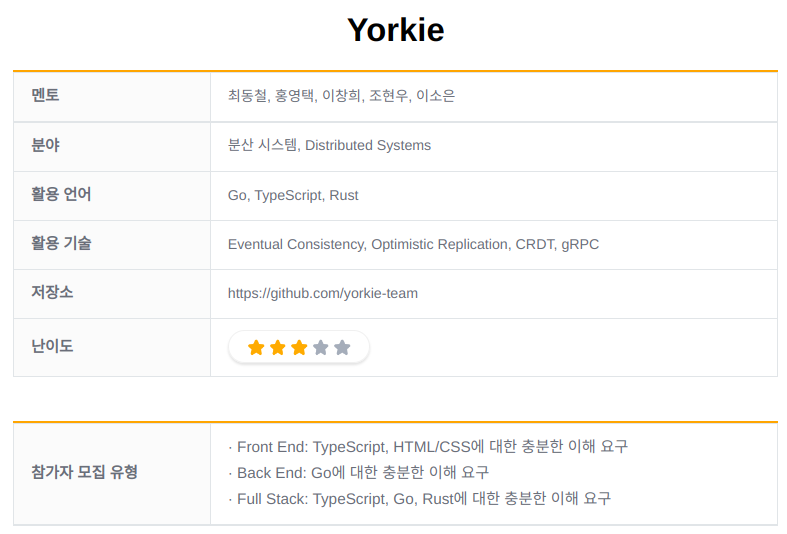 Yorkie
멘토
최동철, 홍영택, 이창희, 조현우, 이소은
분야
분산 시스템, Distributed Systems
활용 언어
Go, TypeScript, Rust
활용 기술
Eventual Consistency, Optimistic Replication, CRDT, gRPC
저장소
https://github.com/yorkie-team
난이도
참가자 모집 유형
· Front End: TypeScript, HTML/CSS에 대한 충분한 이해 요구
· Back End: Go에 대한 충분한 이해 요구
· Full Stack: TypeScript, Go, Rust에 대한 충분한 이해 요구